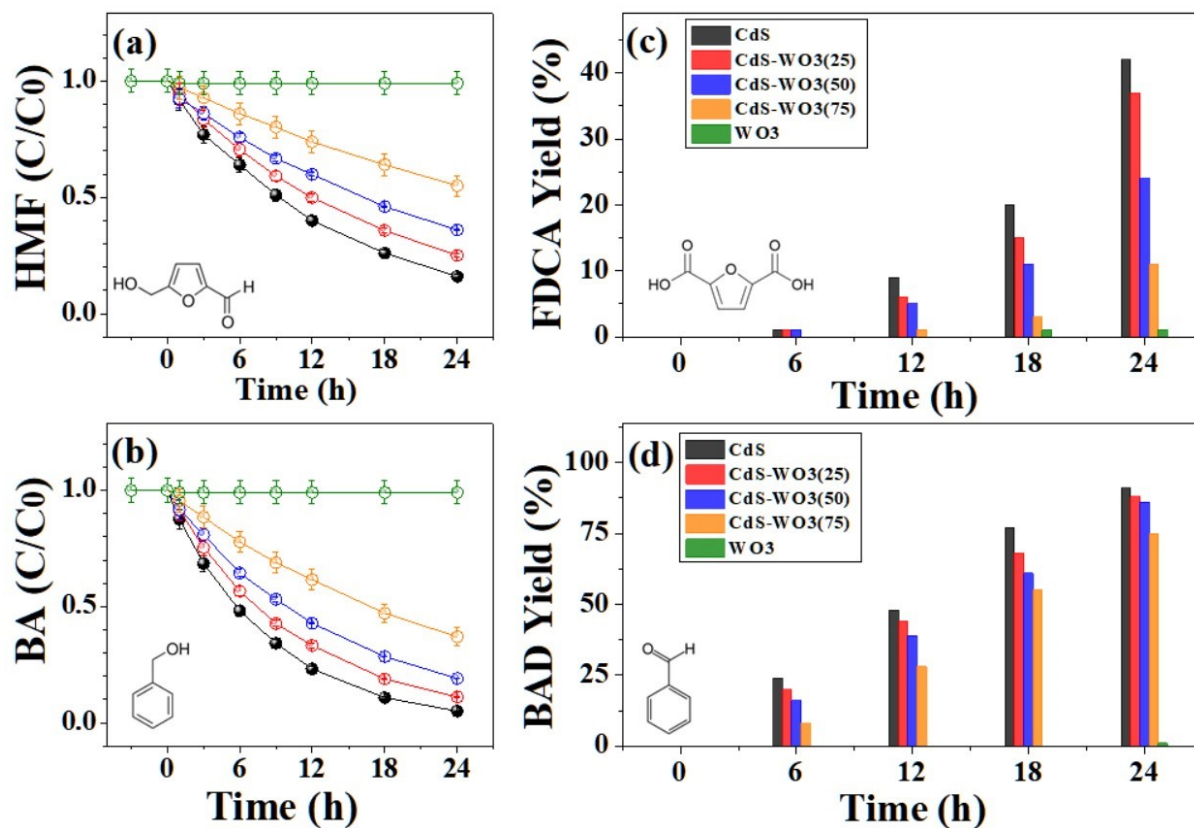 (a)
HMF (C/C0)
1.0
0.5
0.0
HO
O
H
O
0 6 12 18 24
Time (h)
(c)
FDCA Yield (%)
CdS
CdS-WO3(25)
CdS-WO3(50)
CdS-WO3(75)
WO3
40
30
20
10
0
O O
HO O OH
0 6 12 18 24
Time (h)
(b)
BA (C/C0)
1.0
0.5
0.0
OH
0 6 12 18 24
Time (h)
(d)
BAD Yield (%)
CdS
CdS-WO3(25)
CdS-WO3(50)
CdS-WO3(75)
WO3
100
75
50
25
0
O H
0 6 12 18 24
Time (h)